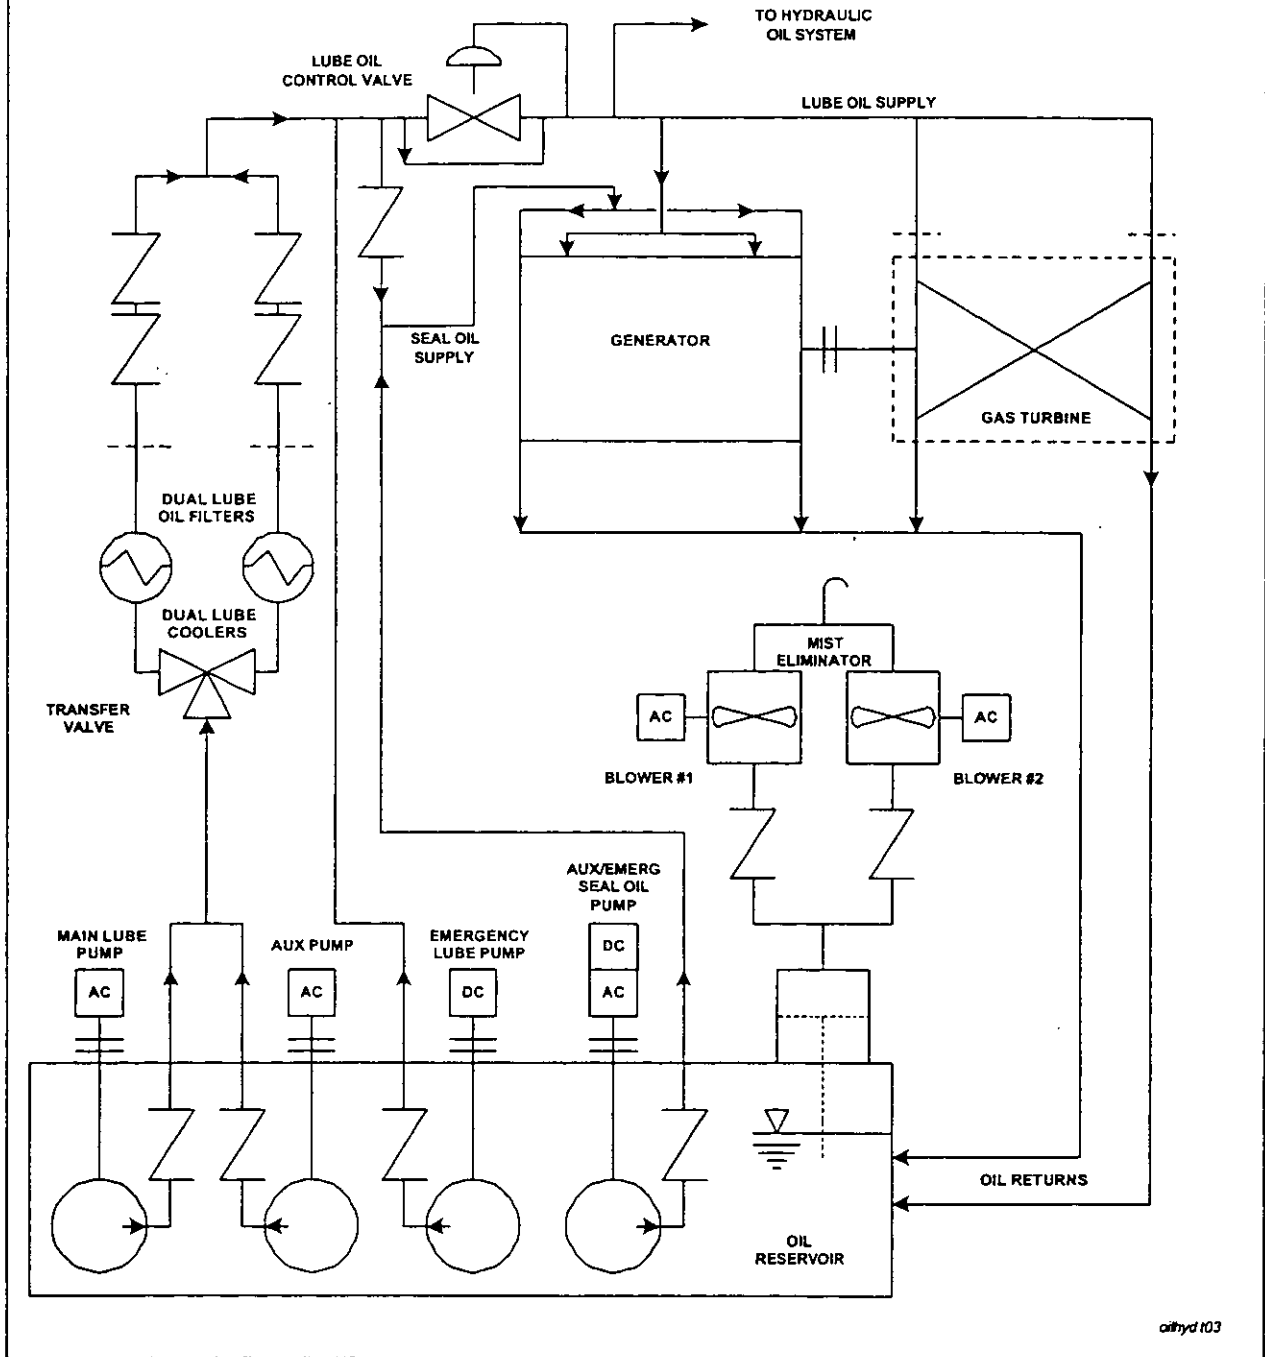 TO HYDRAULIC
OIL SYSTEM
LUBE OIL
CONTROL VALVE
LUBE OIL SUPPLY
SEAL OIL
SUPPLY
GENERATOR
GAS TURBINE
DUAL LUBE
OIL FILTERS
DUAL LUBE
COOLERS
TRANSFER
VALVE
MIST
ELIMINATOR
AC
AC
BLOWER #1
BLOWER #2
AUX/EMERG
SEAL OIL
PUMP
MAIN LUBE
PUMP
AUX PUMP
EMERGENCY
LUBE PUMP
DC
AC
AC
DC
AC
OIL RETURNS
OIL
RESERVOIR
oilhyd t03